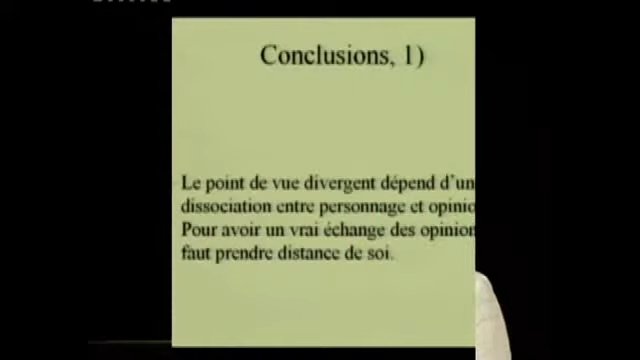 Conclusions, 1)
Le point de vue divergent dépend d'un
dissociation entre personnage et opinio
Pour avoir un vrai échange des opinion
faut prendre distance de soi.